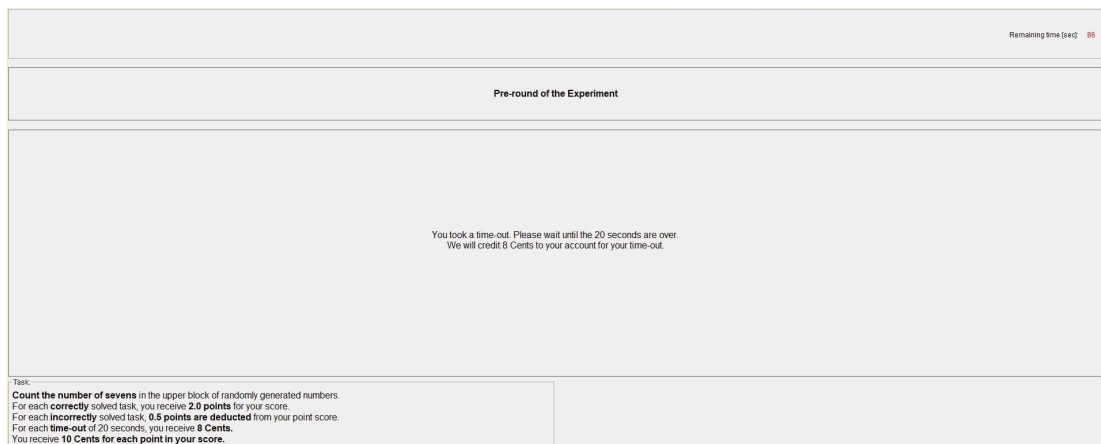 Remaining time [sec]: 86
Pre-round of the Experiment
You took a time-out. Please wait until the 20 seconds are over.
We will credit 8 Cents to your account for your time-out.
Task:
Count the number of sevens in the upper block of randomly generated numbers.
For each correctly solved task, you receive 2.0 points for your score.
For each incorrectly solved task, 0.5 points are deducted from your point score.
For each time-out of 20 seconds, you receive 8 Cents.
You receive 10 Cents for each point in your score.